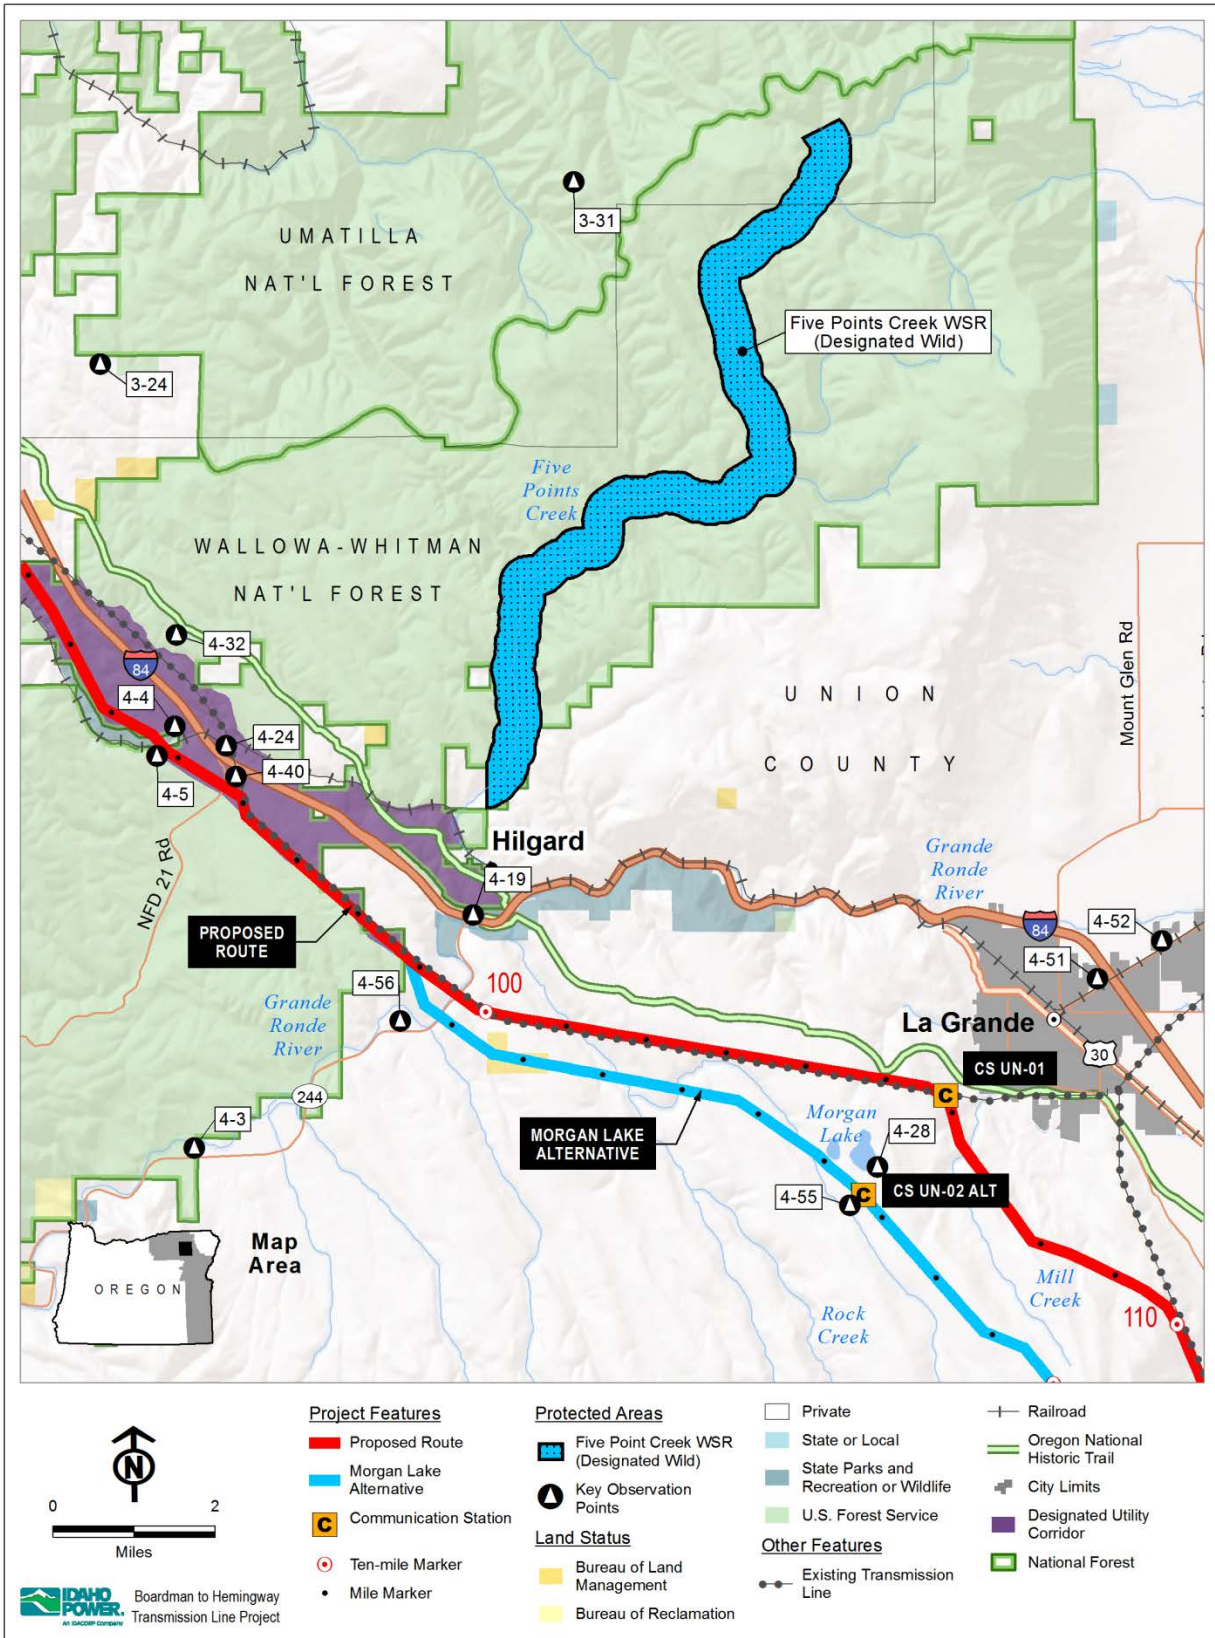 3-31
UMATILLA
NAT'L FOREST
Five Points Creek WSR
(Designated Wild)
3-24
Five
Points
Creek
WALLOWA-WHITMAN
NAT'L FOREST
4-32
84
4-4
4-24
4-40
4-5
UNION
COUNTY
Mount Glen Rd
NFD 21 Rd
Hilgard
4-19
Grande
Ronde
River
PROPOSED
ROUTE
84
4-52
4-51
4-56
100
Grande
Ronde
River
La Grande
30
CS UN-01
244
4-3
MORGAN LAKE
ALTERNATIVE
Morgan
Lake
4-28
CS UN-02 ALT
4-55
C
C
Map
Area
OREGON
Mill
Creek
Rock
Creek
110
N
0 2
Miles
IDAHO
POWER.
An IDACORP Company
Boardman to Hemingway
Transmission Line Project
Project Features
Proposed Route
Morgan Lake
Alternative
C Communication Station
Ten-mile Marker
Mile Marker
Protected Areas
Five Point Creek WSR
(Designated Wild)
Key Observation
Points
Land Status
Bureau of Land
Management
Bureau of Reclamation
Private
State or Local
State Parks and
Recreation or Wildlife
U.S. Forest Service
Other Features
Existing Transmission
Line
Railroad
Oregon National
Historic Trail
City Limits
Designated Utility
Corridor
National Forest